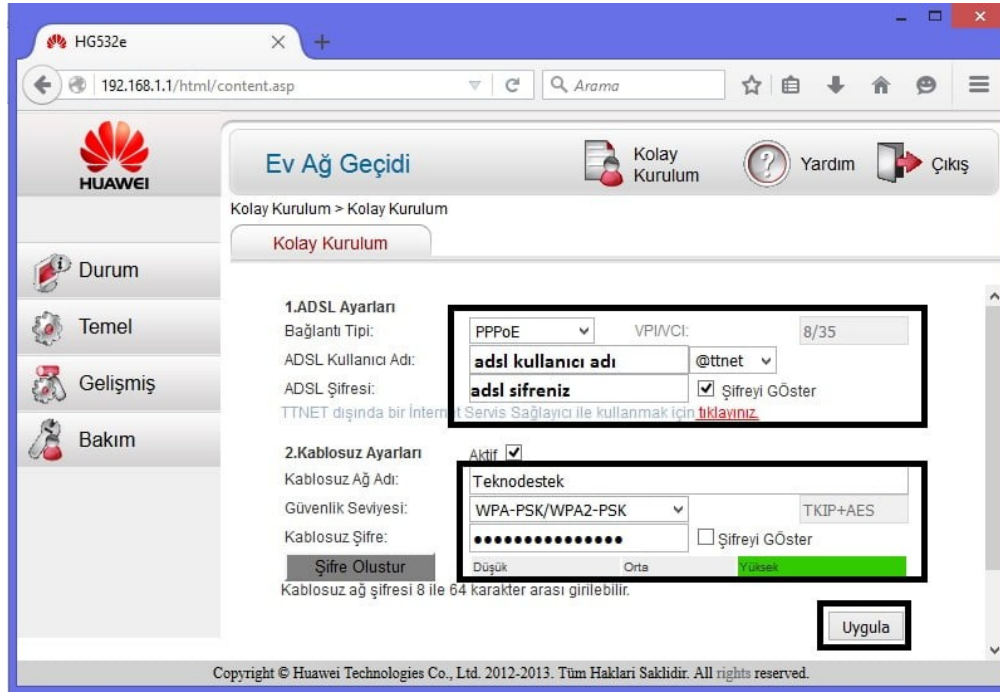 HG532e
192.168.1.1/html/content.asp
Arama
HUAWEI
Ev Ağ Geçidi
Kolay Kurulum
Yardım
Çıkış
Kolay Kurulum > Kolay Kurulum
Kolay Kurulum
Durum
Temel
Gelişmiş
Bakım
1.ADSL Ayarları
Bağlantı Tipi: PPPoE VPI/VCI: 8/35
ADSL Kullanıcı Adı: adsl kullanıcı adı @ttnet
ADSL Şifresi: adsl sifreniz Şifreyi GÖster
TTNET dışında bir İnternet Servis Sağlayıcı ile kullanmak için tıklayınız.
2.Kablosuz Ayarları Aktif
Kablosuz Ağ Adı: Teknodestek
Güvenlik Seviyesi: WPA-PSK/WPA2-PSK TKIP+AES
Kablosuz Şifre: ●●●●●●●●●●●●●●● Şifreyi GÖster
Şifre Olustur Düşük Orta Yüksek
Kablosuz ağ şifresi 8 ile 64 karakter arası girilebilir.
Uygula
Copyright © Huawei Technologies Co., Ltd. 2012-2013. Tüm Haklari Saklidir. All rights reserved.